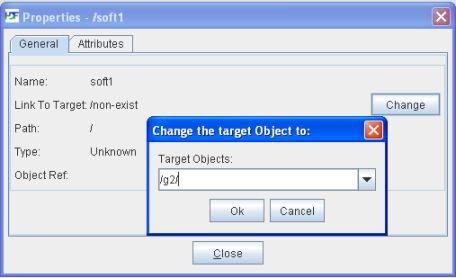 Properties - /soft1
General Attributes
Name: soft1
Link To Target: /non-exist Change
Path: /
Type: Unknown
Object Ref:
Change the target Object to:
Target Objects:
/g2/
Ok Cancel
Close